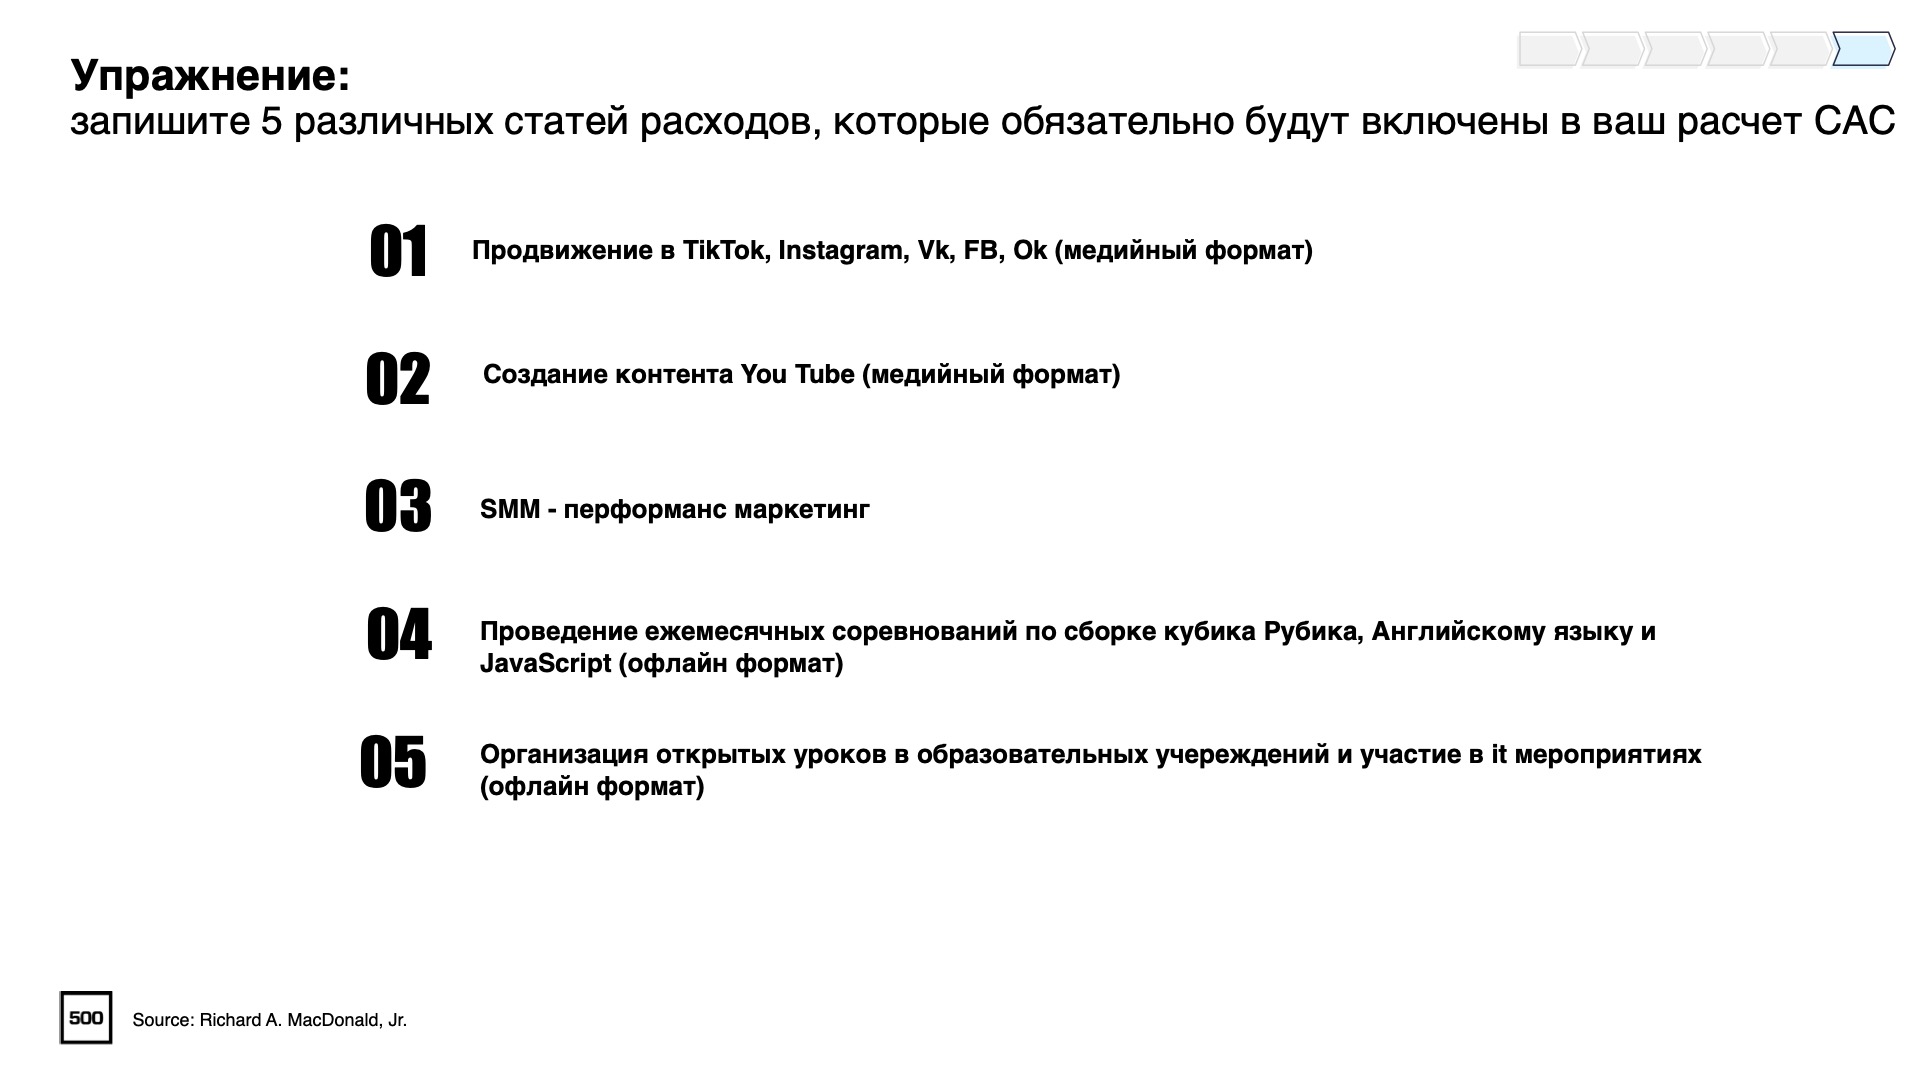 Упражнение:
запишите 5 различных статей расходов, которые обязательно будут включены в ваш расчет CAC
01
Продвижение в TikTok, Instagram, Vk, FB, Ok (медийный формат)
02
Создание контента You Tube (медийный формат)
03
SMM - перформанс маркетинг
04
Проведение ежемесячных соревнований по сборке кубика Рубика, Английскому языку и
JavaScript (офлайн формат)
05
Организация открытых уроков в образовательных учереждений и участие в it мероприятиях
(офлайн формат)
500
Source: Richard A. MacDonald, Jr.